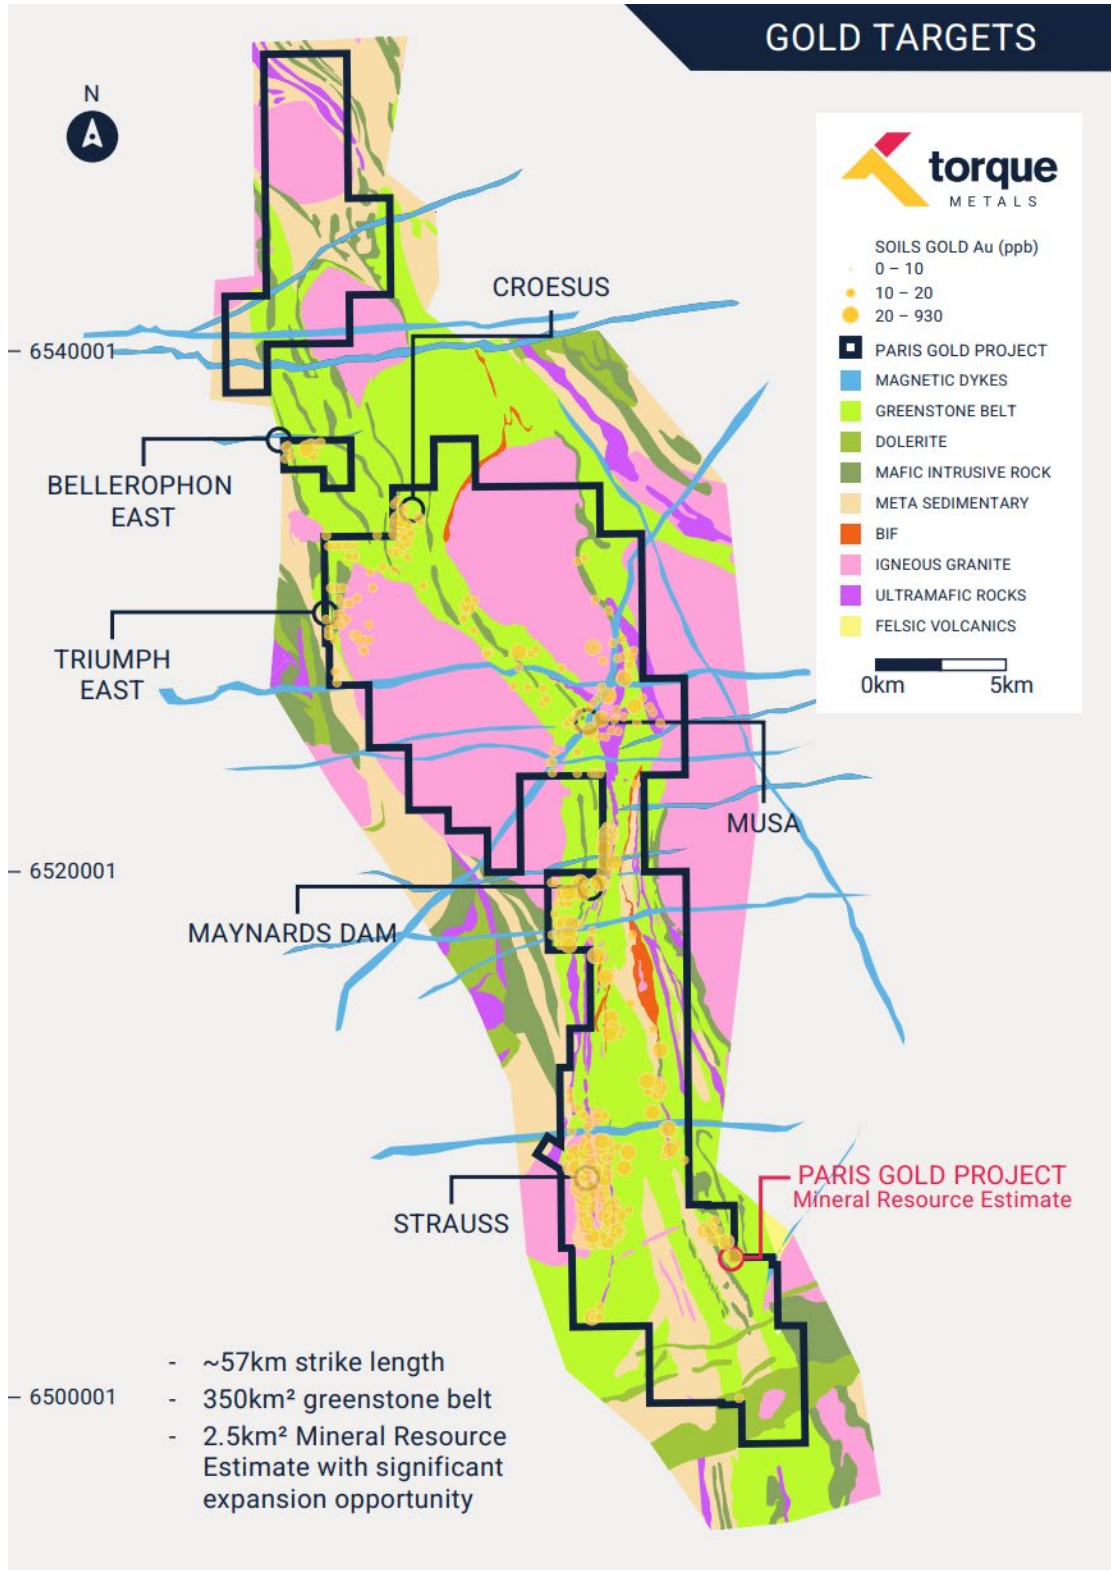 GOLD TARGETS
N
torque
METALS
SOILS GOLD Au (ppb)
0 – 10
10 – 20
20 – 930
PARIS GOLD PROJECT
MAGNETIC DYKES
GREENSTONE BELT
DOLERITE
MAFIC INTRUSIVE ROCK
META SEDIMENTARY
BIF
IGNEOUS GRANITE
ULTRAMAFIC ROCKS
FELSIC VOLCANICS
0km 5km
CROESUS
6540001
BELLEROPHON
EAST
TRIUMPH
EAST
MUSA
6520001
MAYNARDS DAM
PARIS GOLD PROJECT
Mineral Resource Estimate
STRAUSS
- ~57km strike length
- 350km² greenstone belt
- 2.5km² Mineral Resource
Estimate with significant
expansion opportunity
6500001